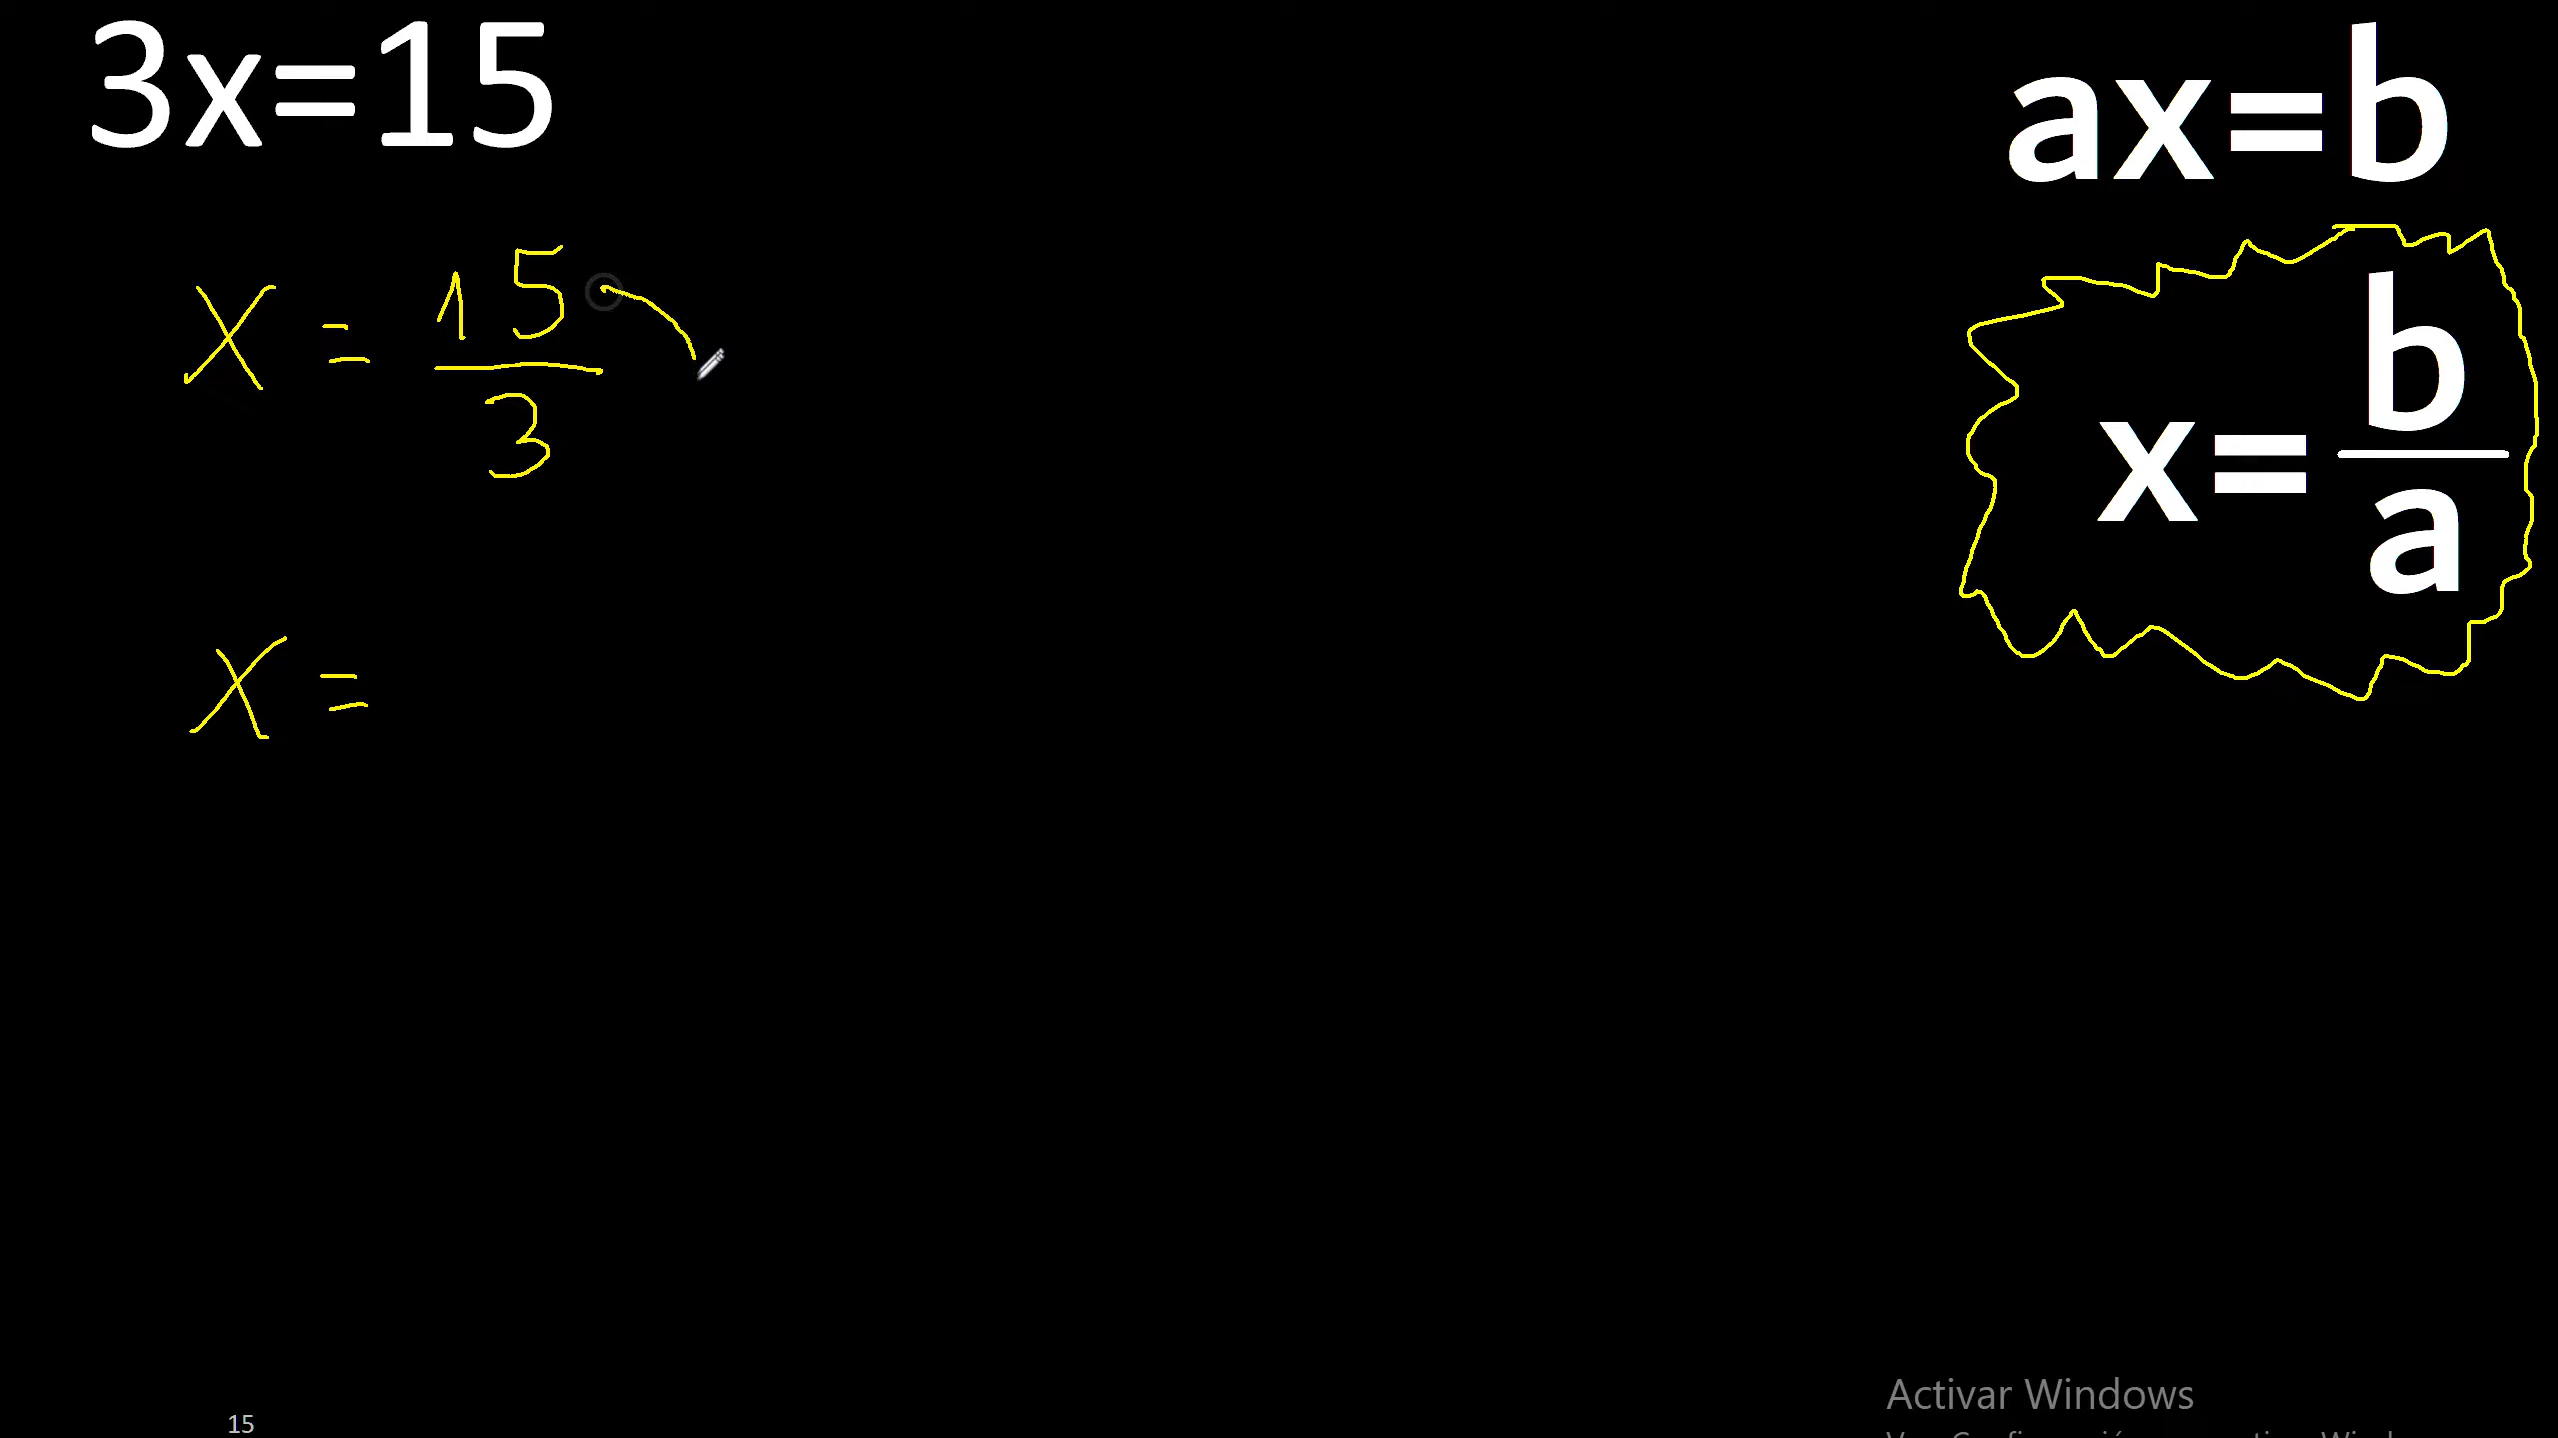 3x=15
ax=b
x = 15/3
x=b/a
x =
15
Activar Windows